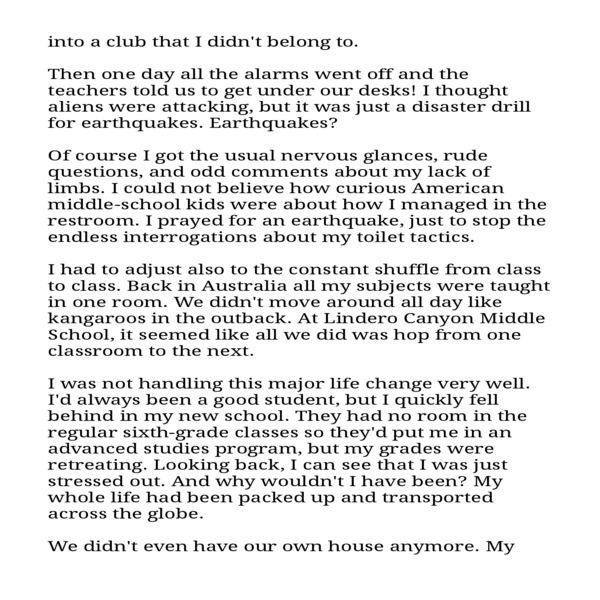 into a club that I didn't belong to.
Then one day all the alarms went off and the
teachers told us to get under our desks! I thought
aliens were attacking, but it was just a disaster drill
for earthquakes. Earthquakes?
Of course I got the usual nervous glances, rude
questions, and odd comments about my lack of
limbs. I could not believe how curious American
middle-school kids were about how I managed in the
restroom. I prayed for an earthquake, just to stop the
endless interrogations about my toilet tactics.
I had to adjust also to the constant shuffle from class
to class. Back in Australia all my subjects were taught
in one room. We didn't move around all day like
kangaroos in the outback. At Lindero Canyon Middle
School, it seemed like all we did was hop from one
classroom to the next.
I was not handling this major life change very well.
I'd always been a good student, but I quickly fell
behind in my new school. They had no room in the
regular sixth-grade classes so they'd put me in an
advanced studies program, but my grades were
retreating. Looking back, I can see that I was just
stressed out. And why wouldn't I have been? My
whole life had been packed up and transported
across the globe.
We didn't even have our own house anymore. My